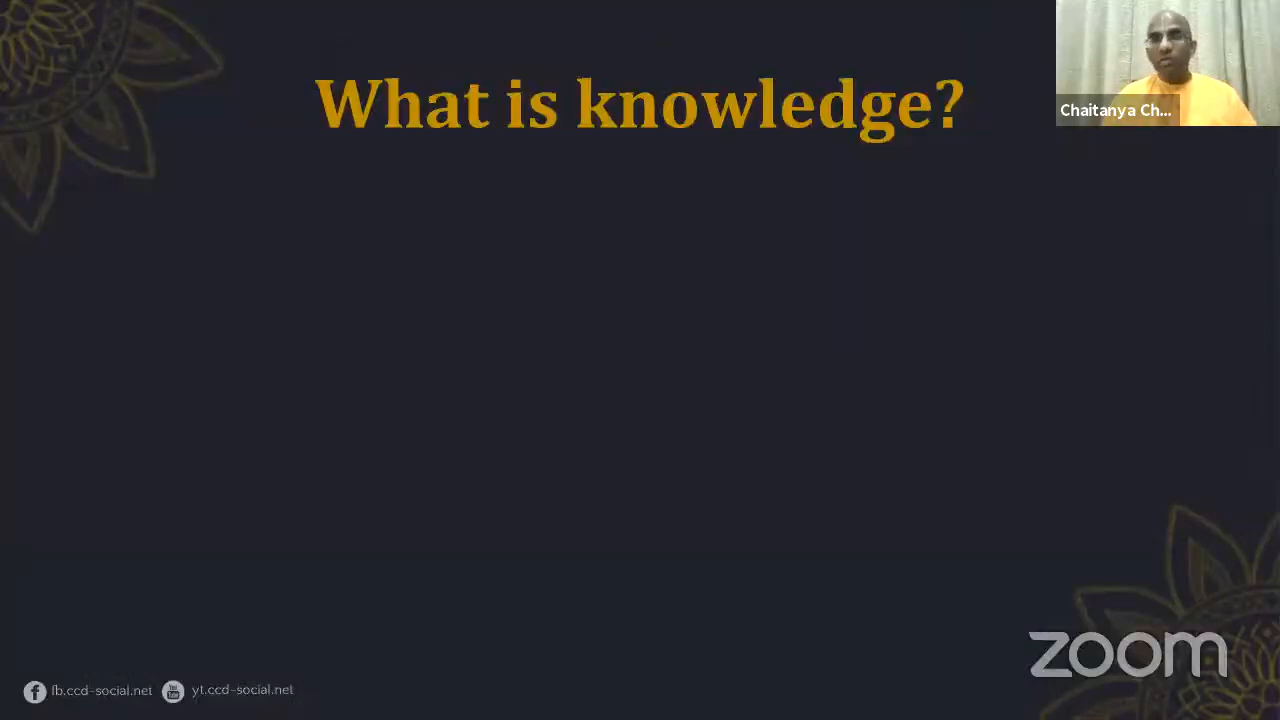 What is knowledge?
Chaitanya Ch...
zoom
fb.ccd-social.net
yt.ccd-social.net